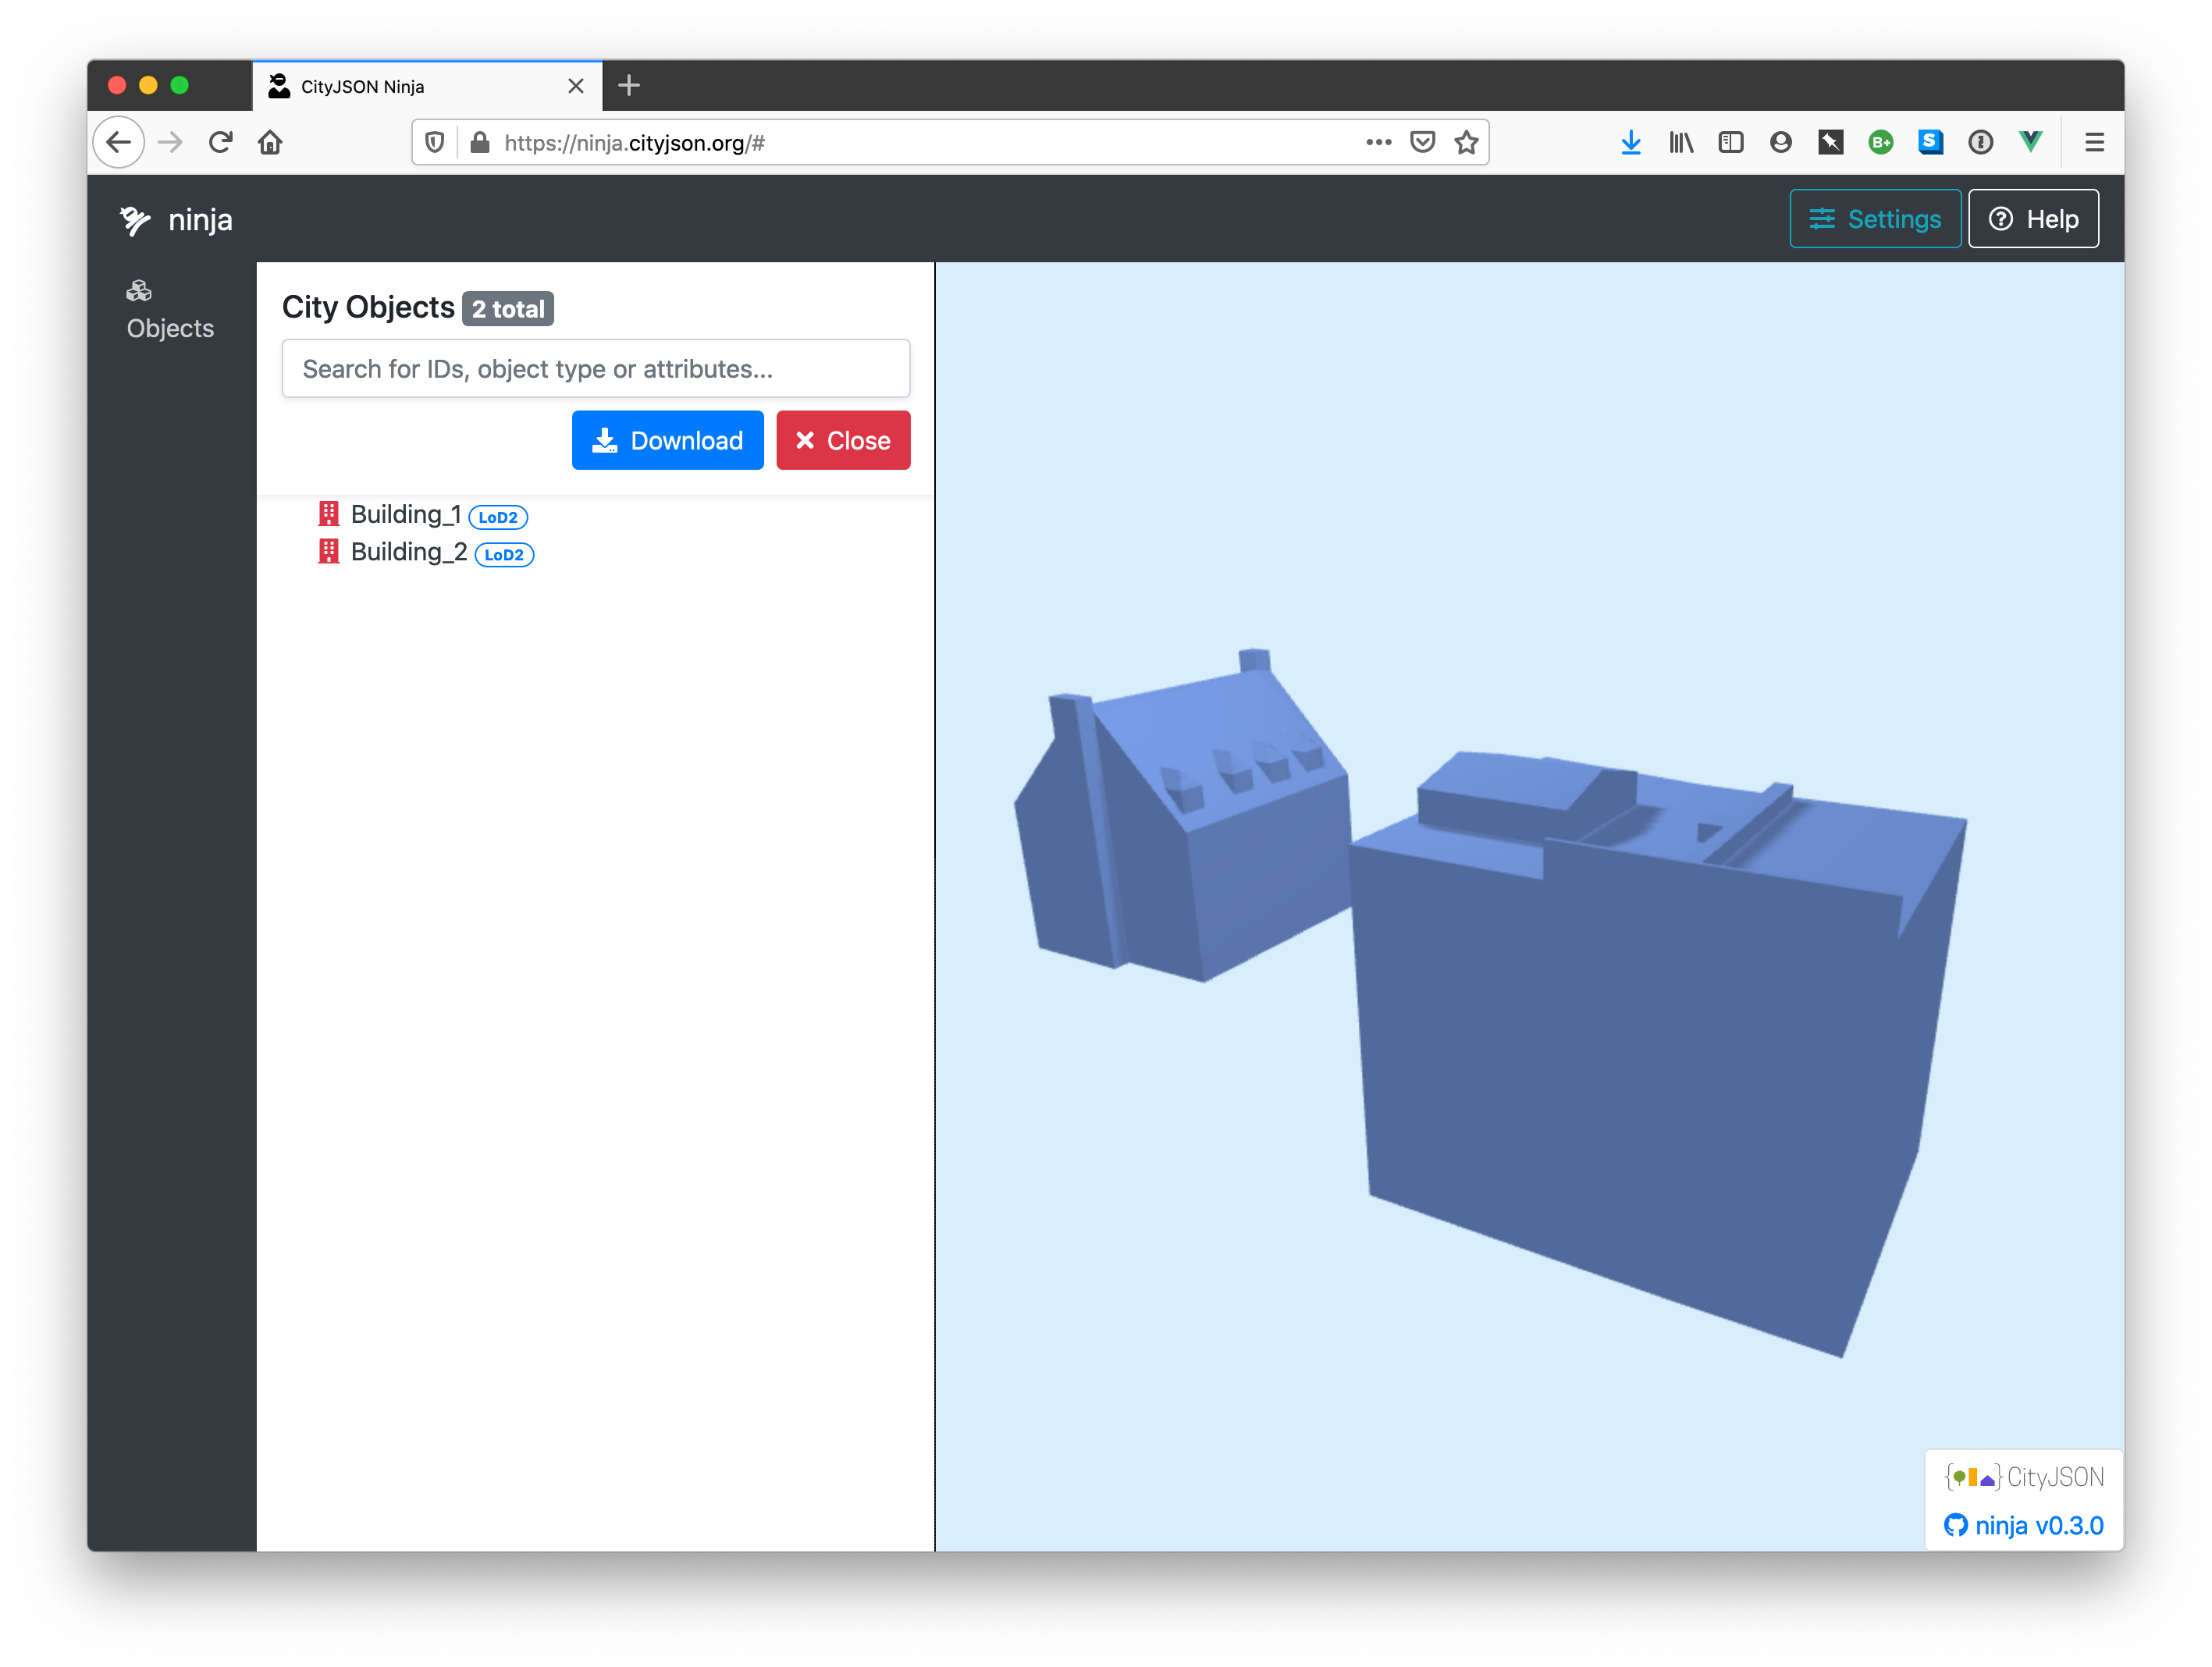 CityJSON Ninja
https://ninja.cityjson.org/#
B+
S
ninja
Settings
Help
Objects
City Objects 2 total
Search for IDs, object type or attributes...
Download
Close
Building_1 LoD2
Building_2 LoD2
CityJSON
ninja v0.3.0